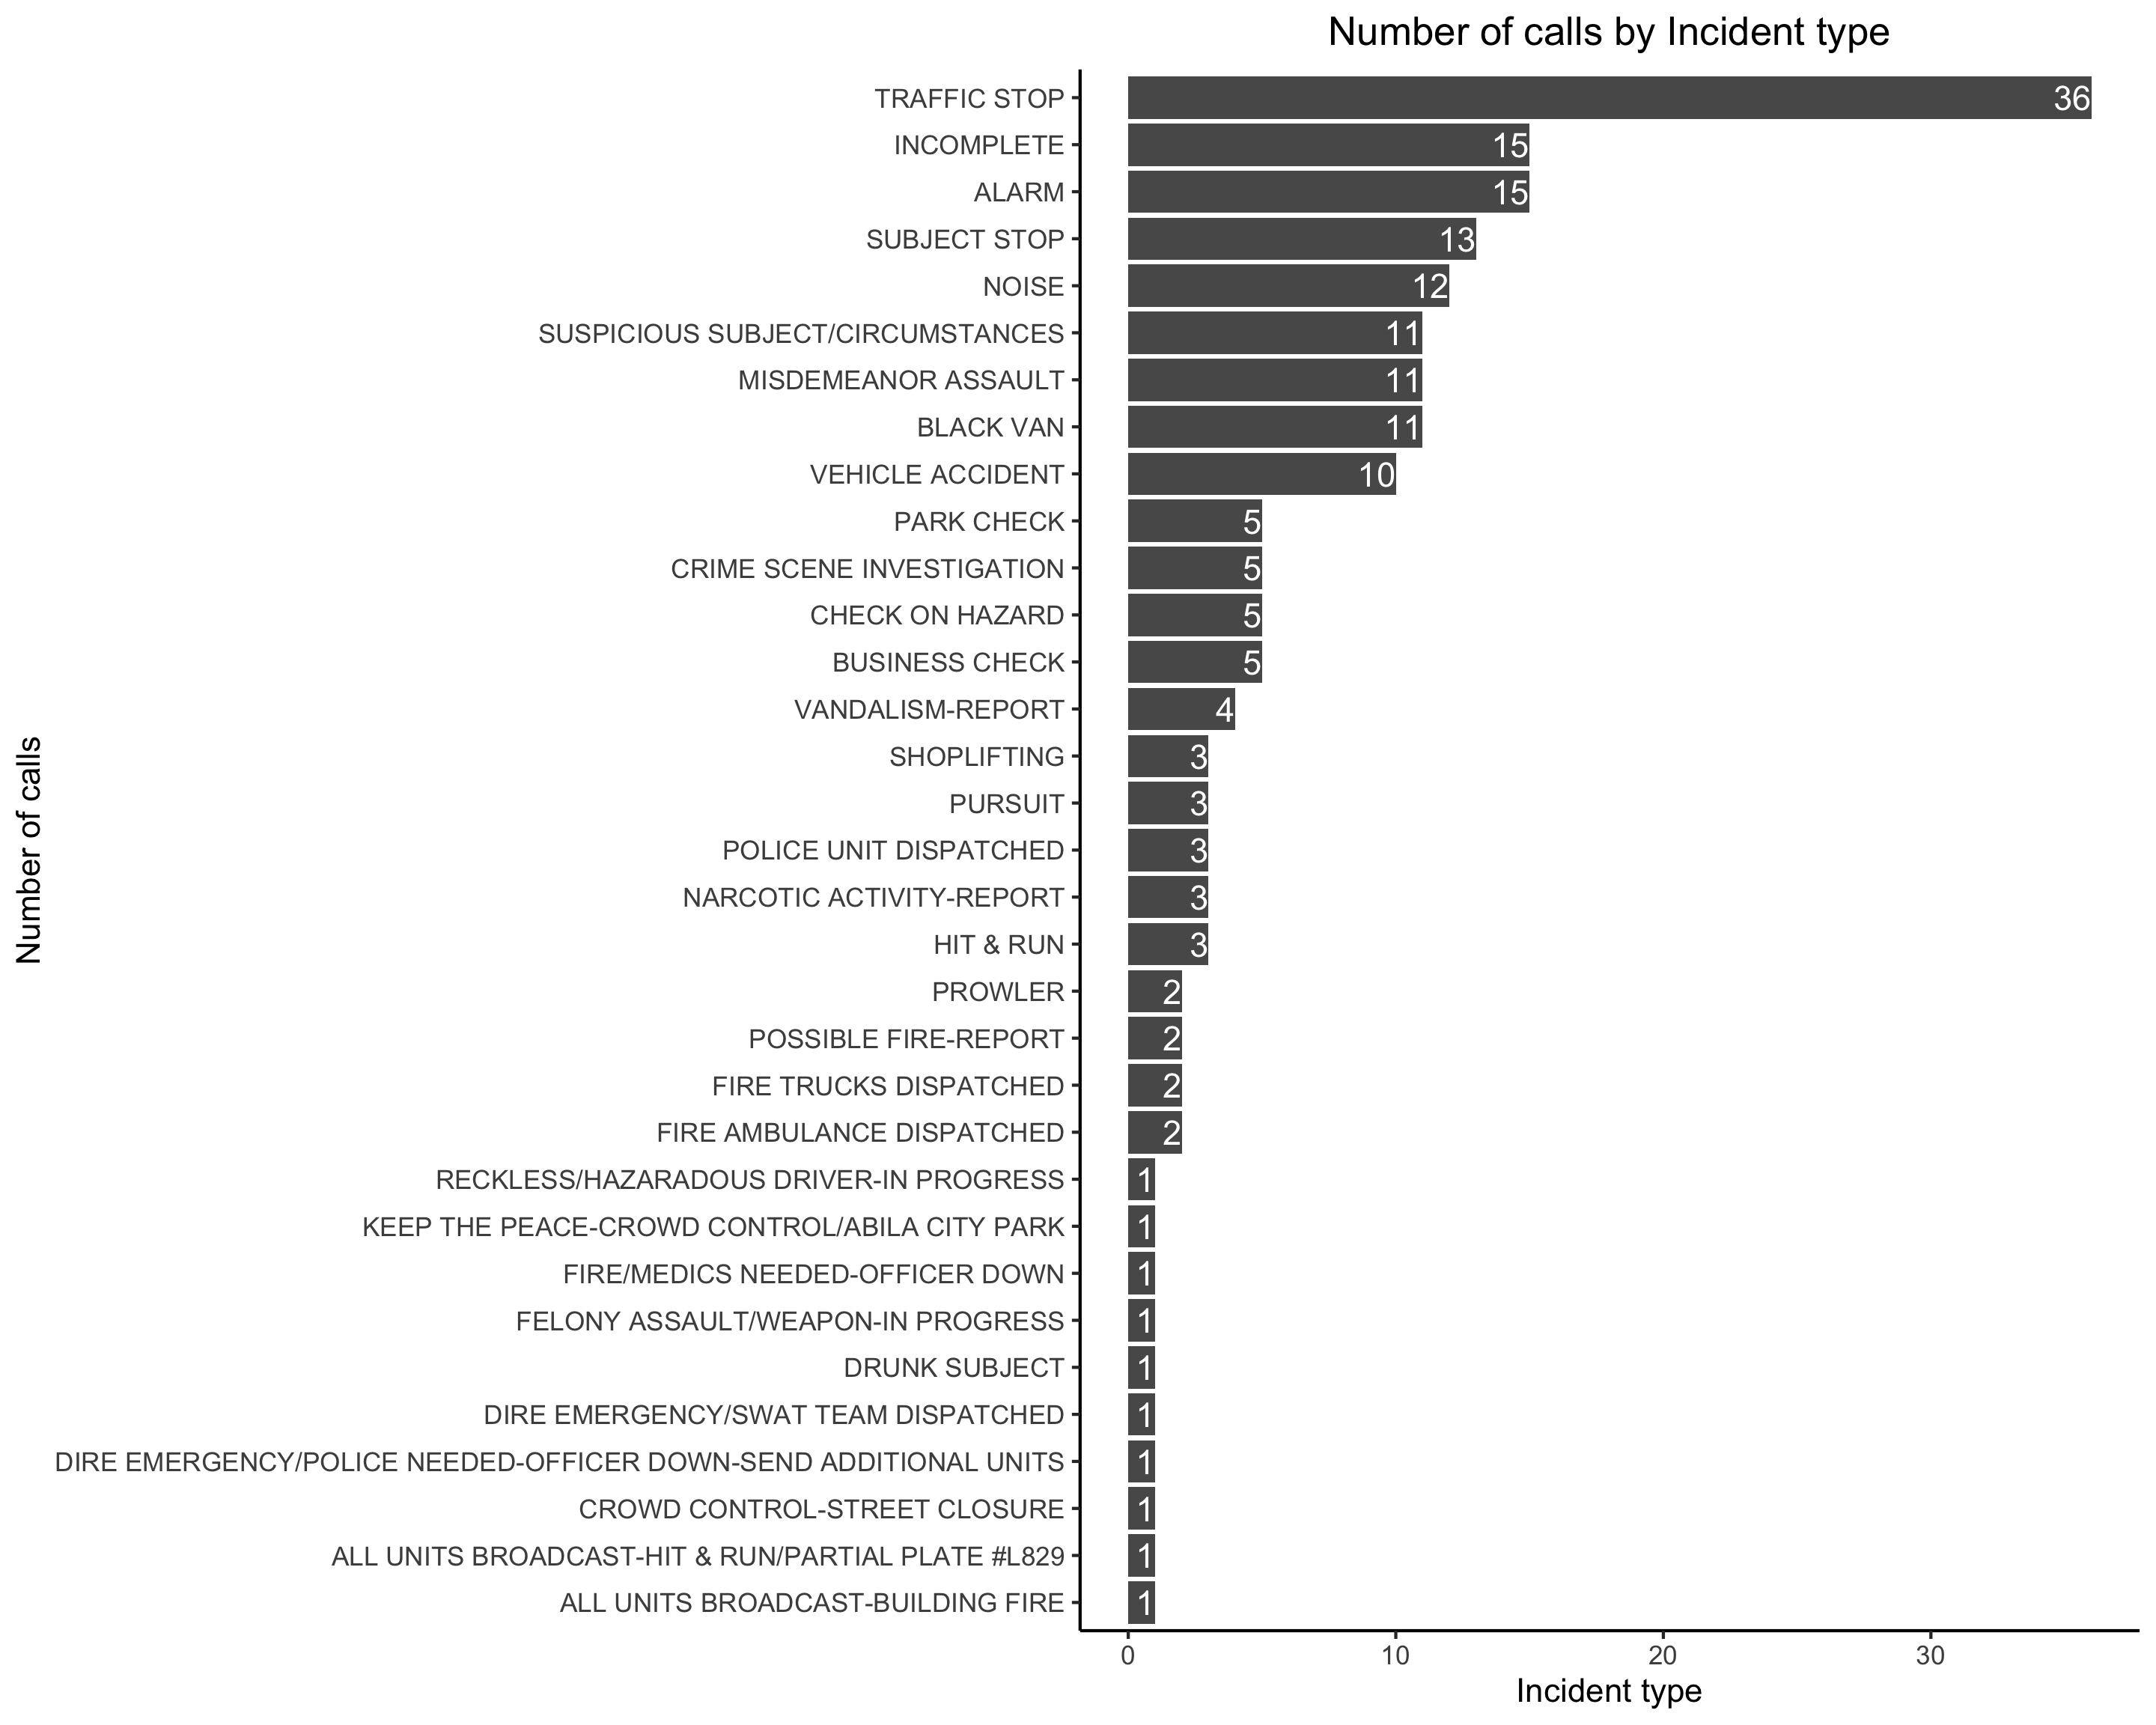 Number of calls by Incident type
TRAFFIC STOP 36
INCOMPLETE 15
ALARM 15
SUBJECT STOP 13
NOISE 12
SUSPICIOUS SUBJECT/CIRCUMSTANCES 11
MISDEMEANOR ASSAULT 11
BLACK VAN 11
VEHICLE ACCIDENT 10
PARK CHECK 5
CRIME SCENE INVESTIGATION 5
CHECK ON HAZARD 5
BUSINESS CHECK 5
VANDALISM-REPORT 4
SHOPLIFTING 3
PURSUIT 3
POLICE UNIT DISPATCHED 3
NARCOTIC ACTIVITY-REPORT 3
HIT & RUN 3
PROWLER 2
POSSIBLE FIRE-REPORT 2
FIRE TRUCKS DISPATCHED 2
FIRE AMBULANCE DISPATCHED 2
RECKLESS/HAZARADOUS DRIVER-IN PROGRESS 1
KEEP THE PEACE-CROWD CONTROL/ABILA CITY PARK 1
FIRE/MEDICS NEEDED-OFFICER DOWN 1
FELONY ASSAULT/WEAPON-IN PROGRESS 1
DRUNK SUBJECT 1
DIRE EMERGENCY/SWAT TEAM DISPATCHED 1
DIRE EMERGENCY/POLICE NEEDED-OFFICER DOWN-SEND ADDITIONAL UNITS 1
CROWD CONTROL-STREET CLOSURE 1
ALL UNITS BROADCAST-HIT & RUN/PARTIAL PLATE #L829 1
ALL UNITS BROADCAST-BUILDING FIRE 1
Number of calls
0 10 20 30
Incident type